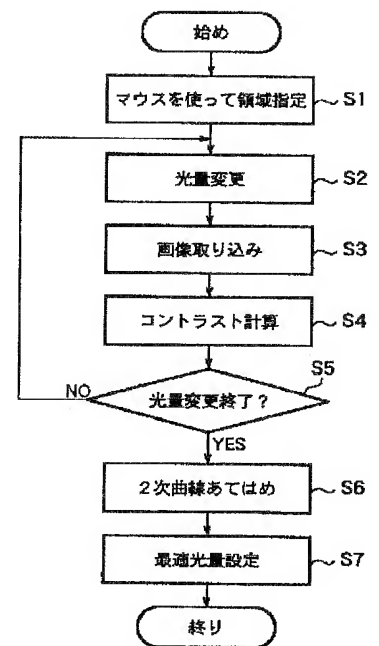 始め
マウスを使って領域指定 ~S1
光量変更 ~S2
画像取り込み ~S3
コントラスト計算 ~S4
S5
光量変更終了?
NO
YES
2次曲線あてはめ ~S6
最適光量設定 ~S7
終り